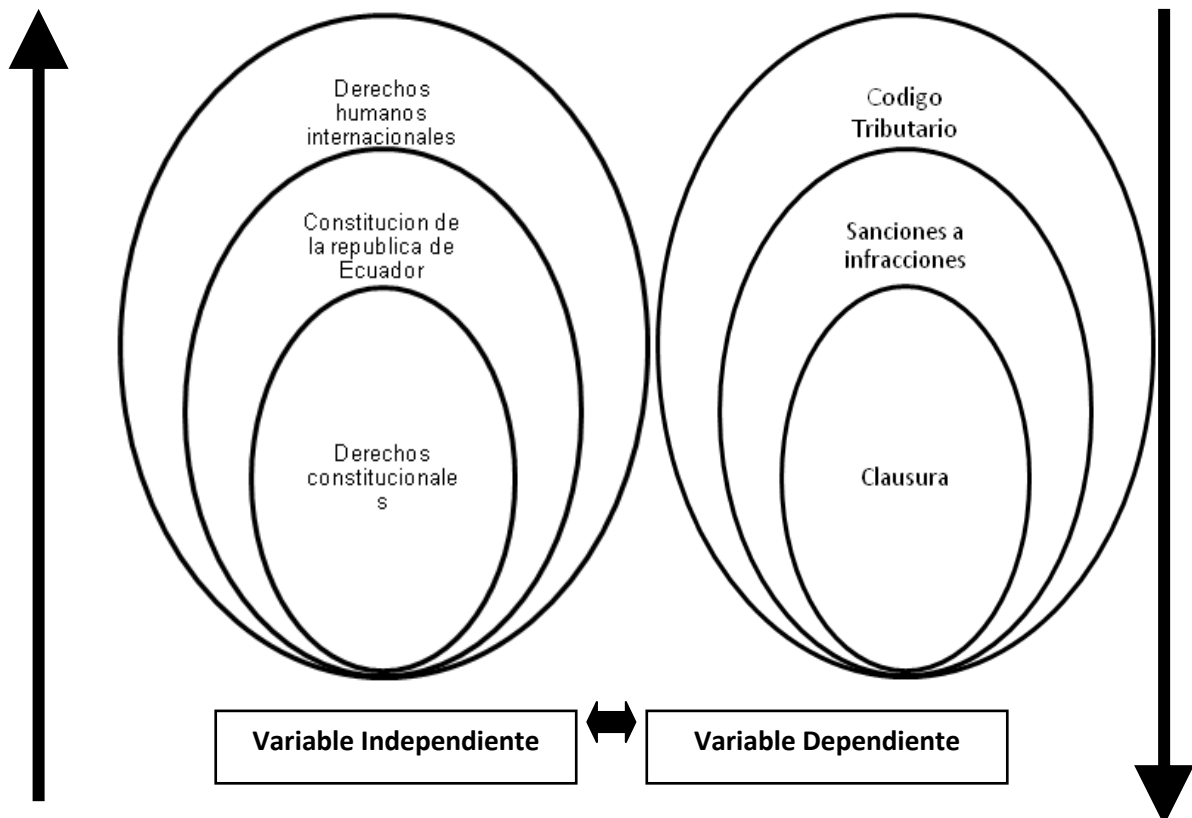 Derechos
humanos
internacionales
Constitucion de
la republica de
Ecuador
Derechos
constitucionale
s
Codigo
Tributario
Sanciones a
infracciones
Clausura
Variable Independiente
Variable Dependiente